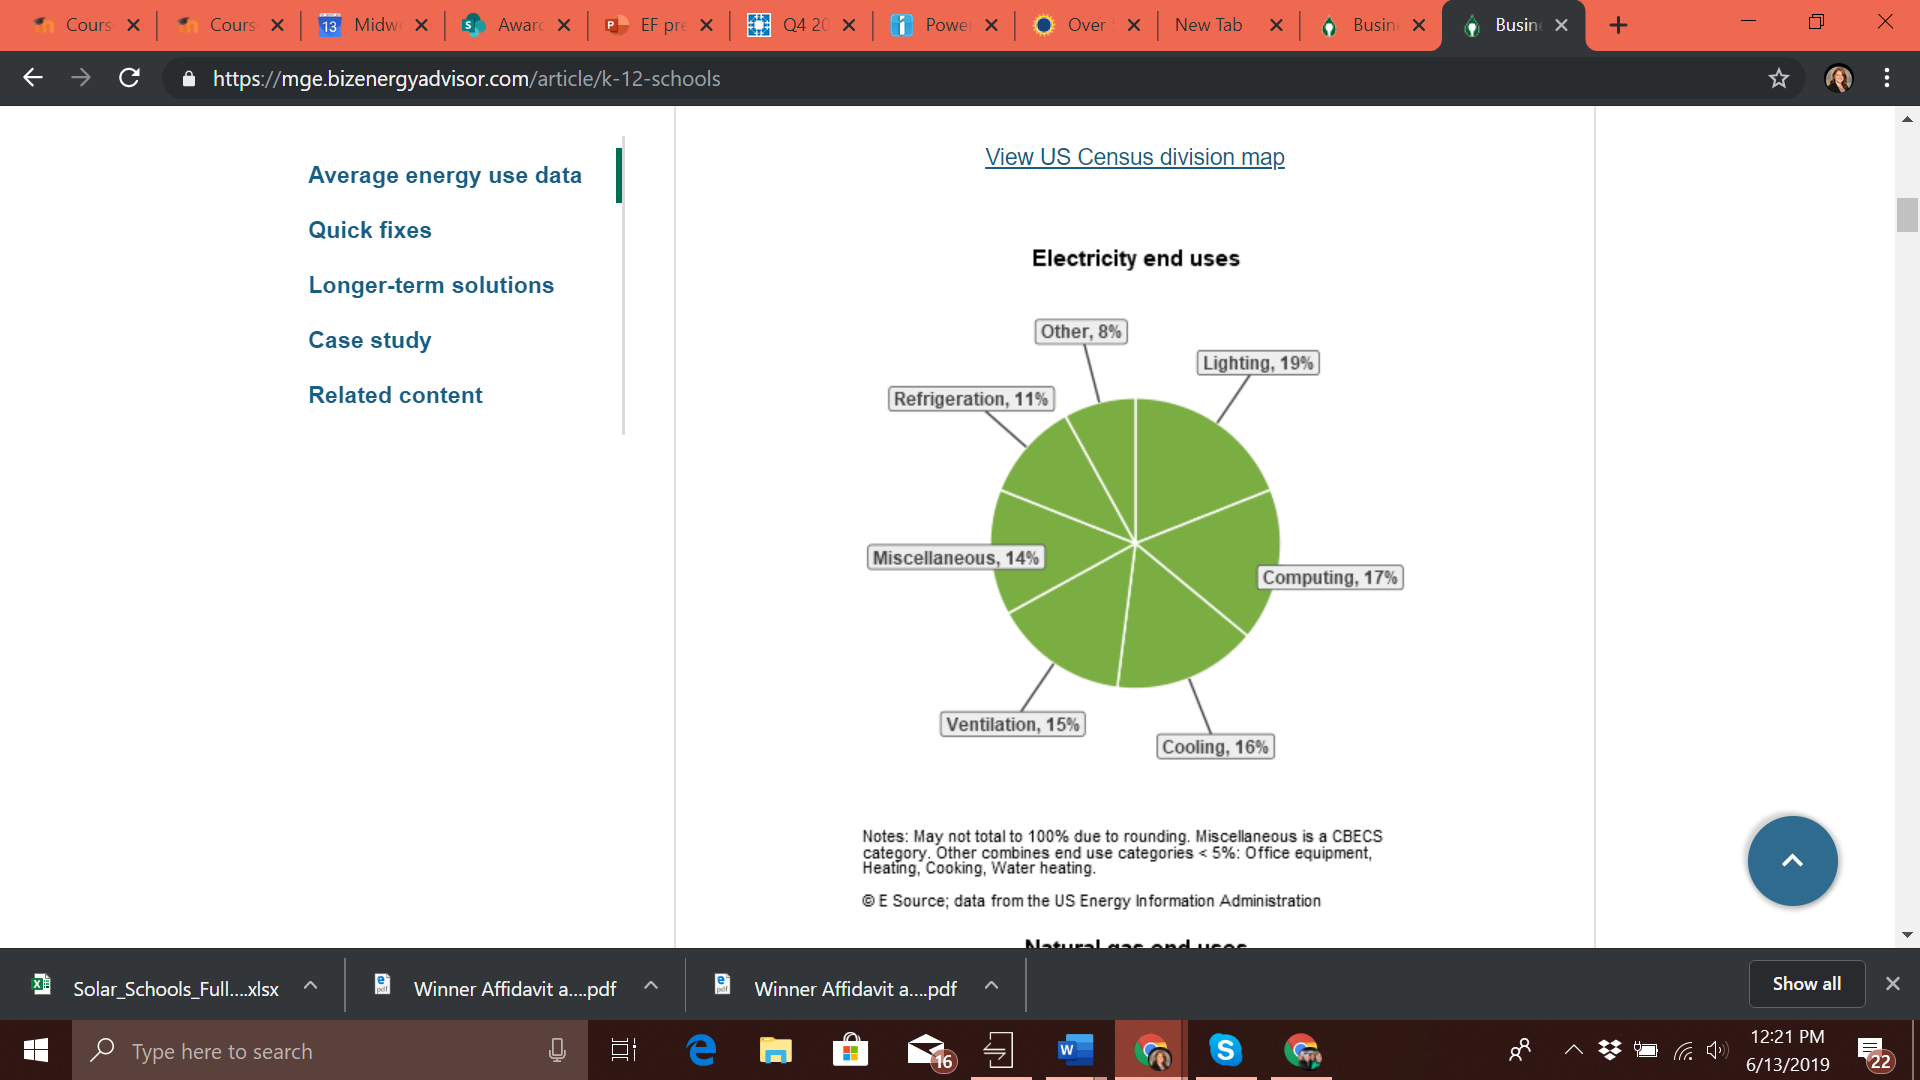 Cours
Cours
13
Midw
Awar
EF pre
Q4 20
Power
Over
New Tab
Busin
Busin
https://mge.bizenergyadvisor.com/article/k-12-schools
Average energy use data
Quick fixes
Longer-term solutions
Case study
Related content
View US Census division map
Electricity end uses
Other, 8%
Lighting, 19%
Refrigeration, 11%
Miscellaneous, 14%
Computing, 17%
Ventilation, 15%
Cooling, 16%
Notes: May not total to 100% due to rounding. Miscellaneous is a CBECS
category. Other combines end use categories < 5%: Office equipment,
Heating, Cooking, Water heating.
© E Source; data from the US Energy Information Administration
Natural gas end uses
Solar_Schools_Full....xlsx
Winner Affidavit a....pdf
Winner Affidavit a....pdf
Show all
Type here to search
16
12:21 PM
6/13/2019
22